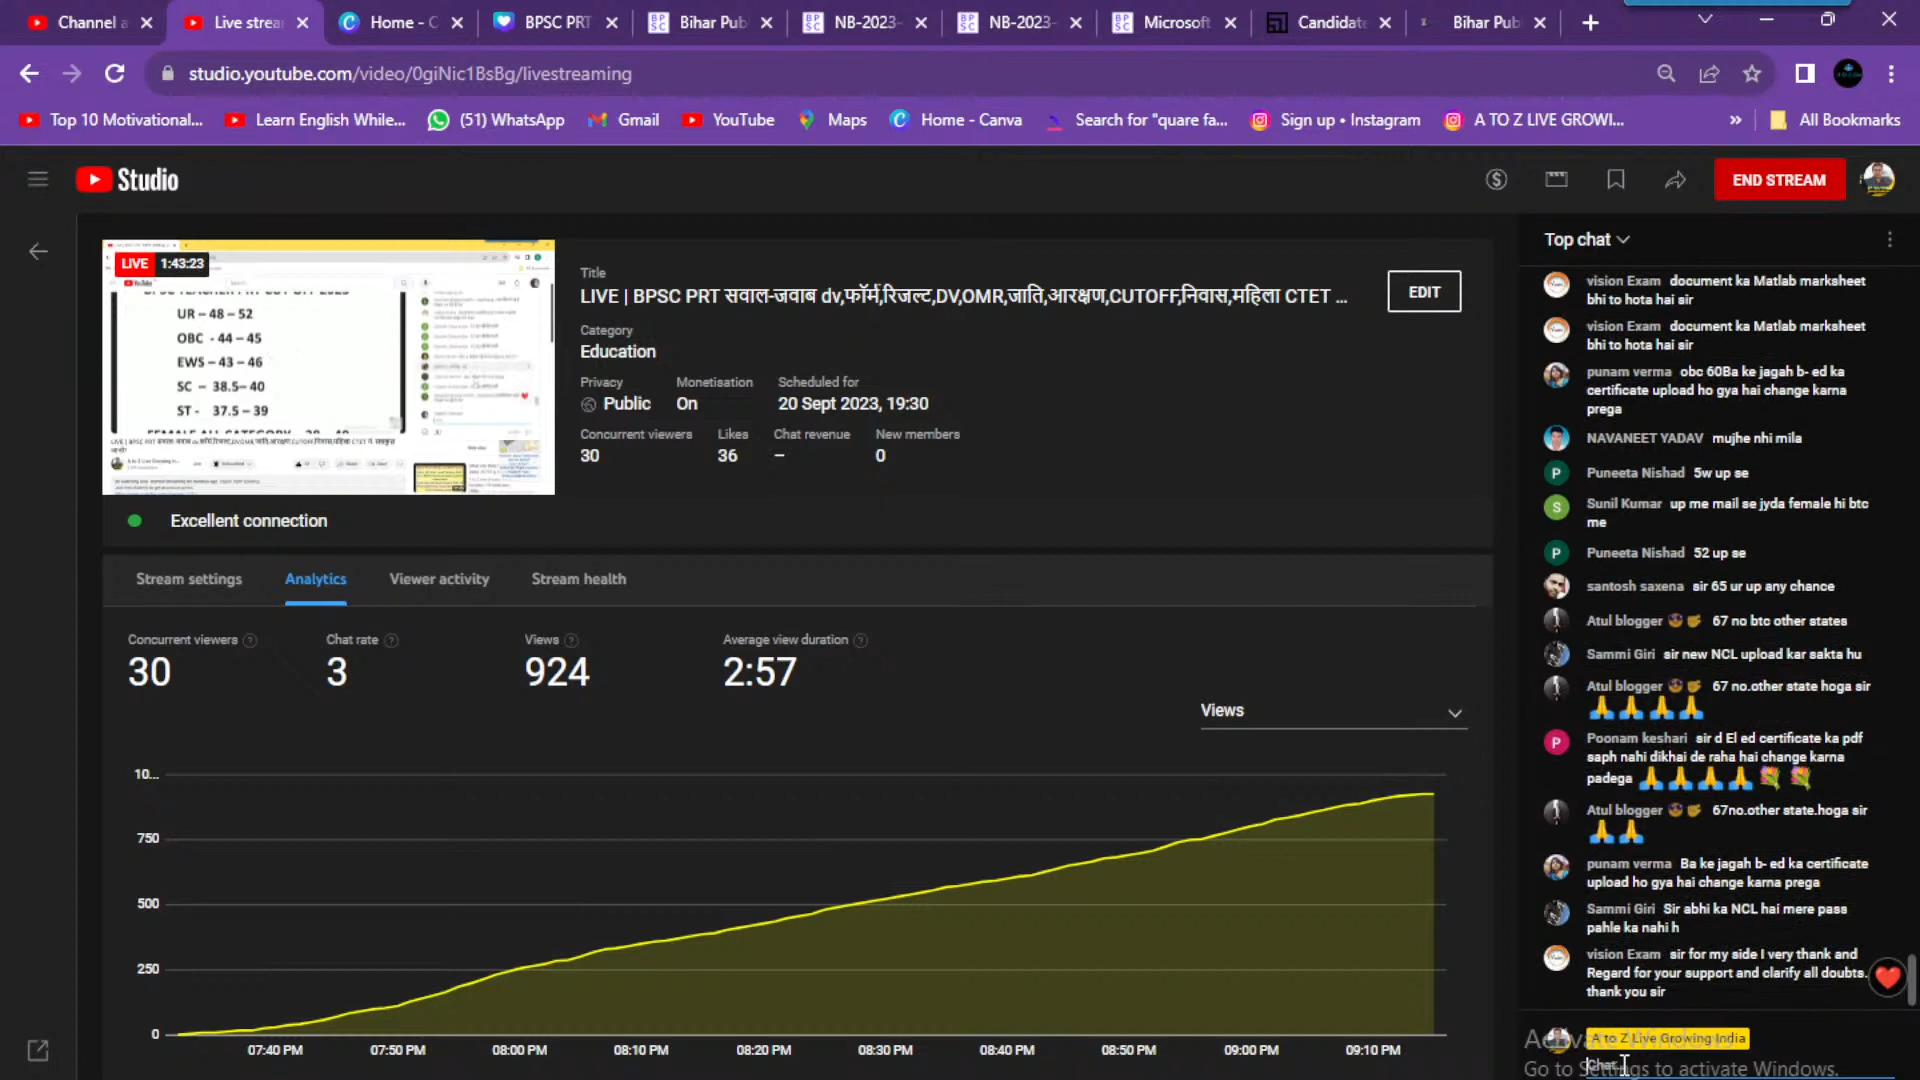 Channel a
Live strea
Home - C
BPSC PRT
Bihar Pub
NB-2023-
NB-2023-
Microsoft
Candidate
Bihar Pub
studio.youtube.com/video/0giNic1BsBg/livestreaming
Top 10 Motivational...
Learn English While...
(51) WhatsApp
Gmail
YouTube
Maps
Home - Canva
Search for "quare fa...
Sign up • Instagram
A TO Z LIVE GROWI...
»
All Bookmarks
Studio
END STREAM
LIVE 1:43:23
UR – 48 – 52
OBC - 44 – 45
EWS – 43 – 46
SC – 38.5– 40
ST - 37.5 – 39
Title
LIVE | BPSC PRT सवाल-जवाब dv,फॉर्म,रिजल्ट,DV,OMR,जाति,आरक्षण,CUTOFF,निवास,महिला CTET ...
EDIT
Category
Education
Privacy
Public
Monetisation
On
Scheduled for
20 Sept 2023, 19:30
Concurrent viewers
30
Likes
36
Chat revenue
–
New members
0
Excellent connection
Stream settings
Analytics
Viewer activity
Stream health
Concurrent viewers
30
Chat rate
3
Views
924
Average view duration
2:57
Views
10...
750
500
250
0
07:40 PM
07:50 PM
08:00 PM
08:10 PM
08:20 PM
08:30 PM
08:40 PM
08:50 PM
09:00 PM
09:10 PM
Top chat
vision Exam document ka Matlab marksheet
bhi to hota hai sir
vision Exam document ka Matlab marksheet
bhi to hota hai sir
punam verma obc 60Ba ke jagah b- ed ka
certificate upload ho gya hai change karna
prega
NAVANEET YADAV mujhe nhi mila
P
Puneeta Nishad 5w up se
S
Sunil Kumar up me mail se jyda female hi btc
me
P
Puneeta Nishad 52 up se
santosh saxena sir 65 ur up any chance
Atul blogger 67 no btc other states
Sammi Giri sir new NCL upload kar sakta hu
Atul blogger 67 no.other state hoga sir
🙏🙏🙏🙏
P
Poonam keshari sir d El ed certificate ka pdf
saph nahi dikhai de raha hai change karna
padega 🙏🙏🙏🙏💐💐
Atul blogger 67no.other state.hoga sir
🙏🙏
punam verma Ba ke jagah b- ed ka certificate
upload ho gya hai change karna prega
Sammi Giri Sir abhi ka NCL hai mere pass
pahle ka nahi h
vision Exam sir for my side I very thank and
Regard for your support and clarify all doubts.
thank you sir
A to Z Live Growing India
Chat
Activate Windows
Go to Settings to activate Windows.